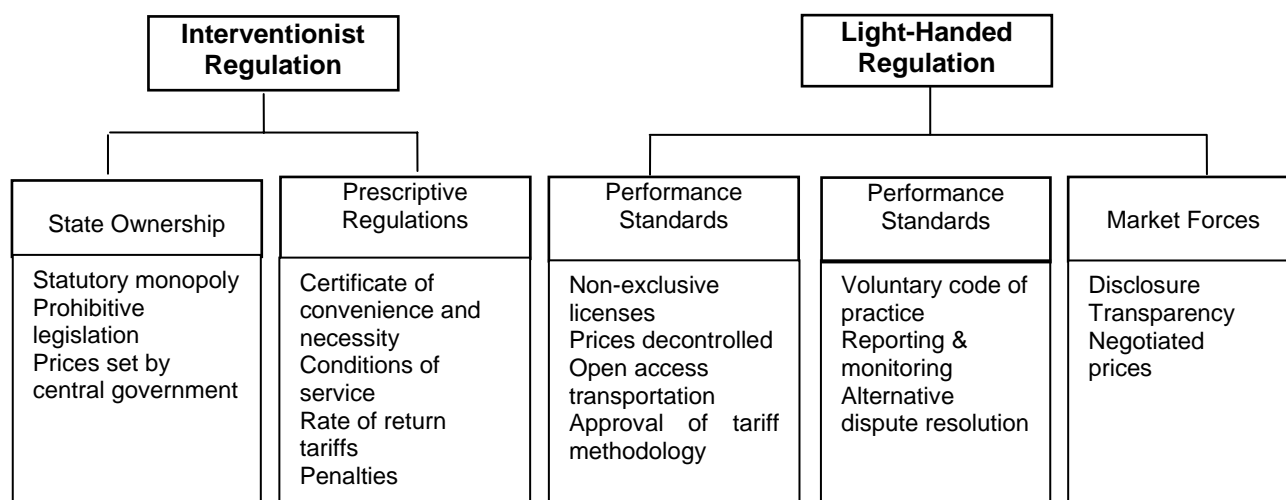 Interventionist
Regulation
Light-Handed
Regulation
State Ownership
Prescriptive
Regulations
Performance
Standards
Performance
Standards
Market Forces
Statutory monopoly
Prohibitive
legislation
Prices set by
central government
Certificate of
convenience and
necessity
Conditions of
service
Rate of return
tariffs
Penalties
Non-exclusive
licenses
Prices decontrolled
Open access
transportation
Approval of tariff
methodology
Voluntary code of
practice
Reporting &
monitoring
Alternative
dispute resolution
Disclosure
Transparency
Negotiated
prices